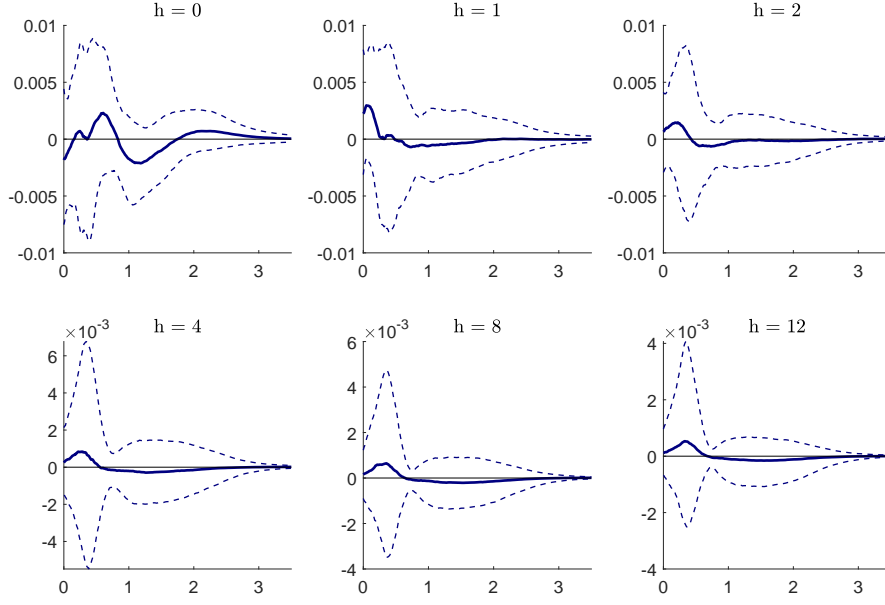 h = 0
h = 1
h = 2
0.01
0.005
0
-0.005
-0.01
0 1 2 3
0.01
0.005
0
-0.005
-0.01
0 1 2 3
0.01
0.005
0
-0.005
-0.01
0 1 2 3
×10-3
h = 4
6
4
2
0
-2
-4
0 1 2 3
×10-3
h = 8
6
4
2
0
-2
-4
0 1 2 3
×10-3
h = 12
4
2
0
-2
-4
0 1 2 3